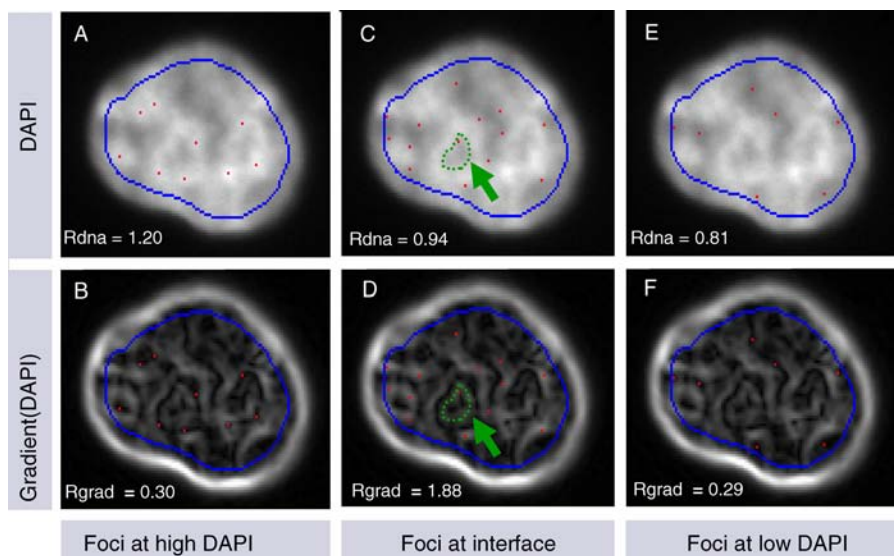 A
C
E
DAPI
Rdna = 1.20
Rdna = 0.94
Rdna = 0.81
B
D
F
Gradient(DAPI)
Rgrad = 0.30
Rgrad = 1.88
Rgrad = 0.29
Foci at high DAPI
Foci at interface
Foci at low DAPI